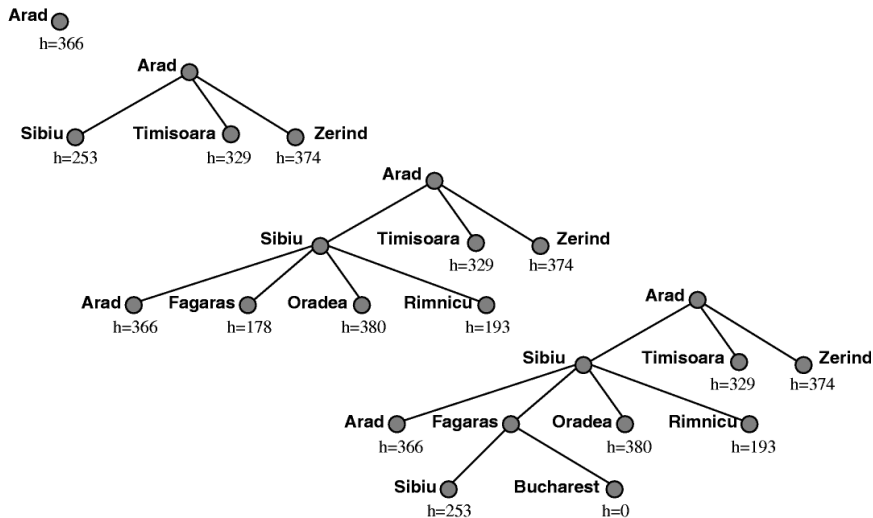 Arad
h=366
Arad
Sibiu Timisoara Zerind
h=253 h=329 h=374
Arad
Sibiu Timisoara Zerind
h=329 h=374
Arad Fagaras Oradea Rimnicu
h=366 h=178 h=380 h=193
Arad
Sibiu Timisoara Zerind
h=329 h=374
Arad Fagaras Oradea Rimnicu
h=366 h=380 h=193
Sibiu Bucharest
h=253 h=0